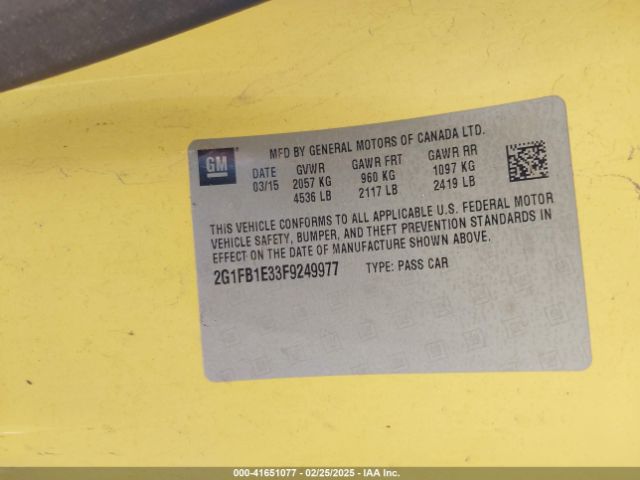 MFD BY GENERAL MOTORS OF CANADA LTD.
GM
DATE GVWR GAWR FRT GAWR RR
03/15 2057 KG 960 KG 1097 KG
4536 LB 2117 LB 2419 LB
THIS VEHICLE CONFORMS TO ALL APPLICABLE U.S. FEDERAL MOTOR
VEHICLE SAFETY, BUMPER, AND THEFT PREVENTION STANDARDS IN
EFFECT ON THE DATE OF MANUFACTURE SHOWN ABOVE.
2G1FB1E33F9249977 TYPE: PASS CAR
0-41651077 - 02/25/2025 - IAA Inc.